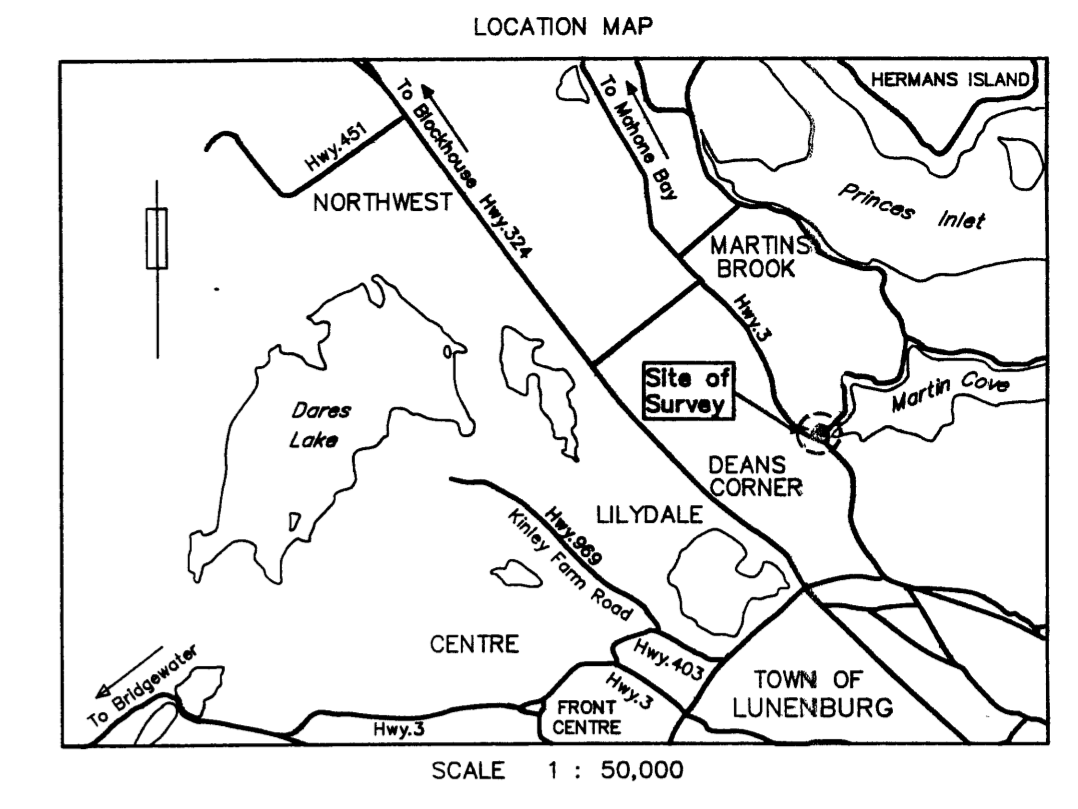 LOCATION MAP
HERMANS ISLAND
To Blockhouse Hwy.324
To Mahone Bay
Hwy.451
NORTHWEST
Princes Inlet
MARTINS
BROOK
Hwy.3
Site of
Survey
Martin Cove
Dares
Lake
DEANS
CORNER
LILYDALE
Hwy.969
Kinley Farm Road
CENTRE
Hwy.403
To Bridgewater
TOWN OF
LUNENBURG
Hwy.3
FRONT
CENTRE
Hwy.3
SCALE 1 : 50,000